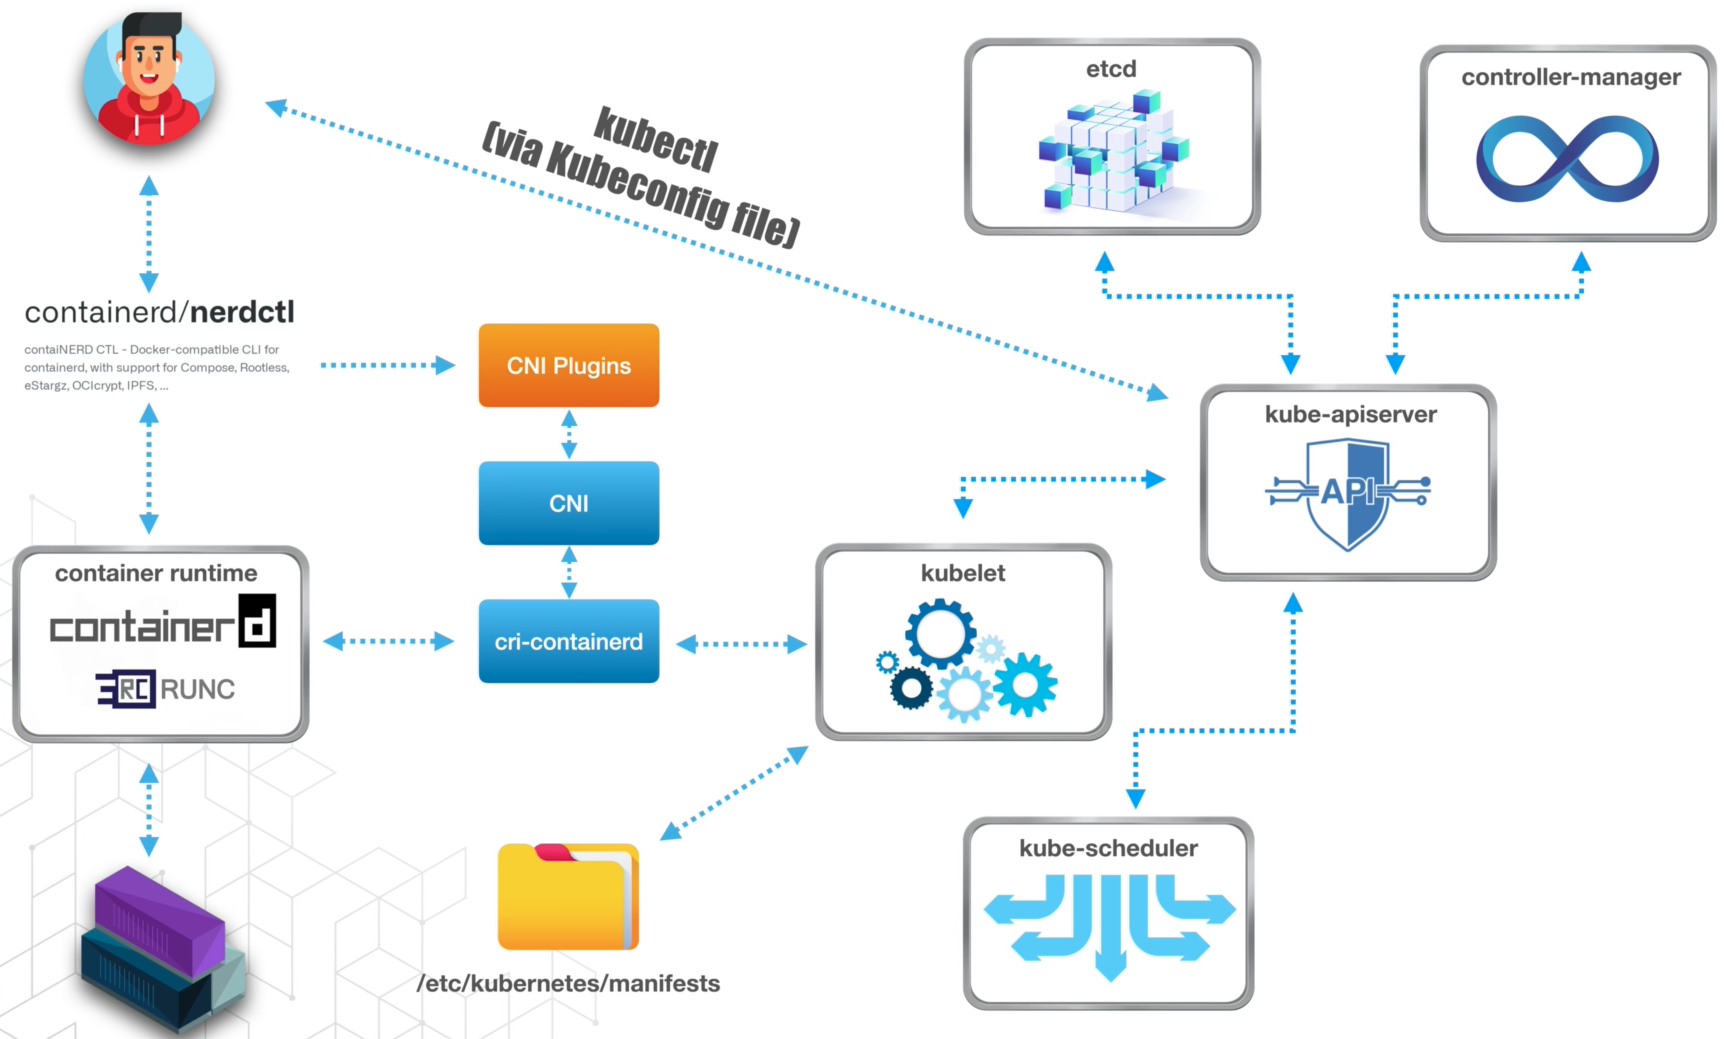 kubectl
(via Kubeconfig file)
etcd
controller-manager
containerd/nerdctl
contaiNERD CTL - Docker-compatible CLI for
containerd, with support for Compose, Rootless,
eStargz, OCIcrypt, IPFS, ...
CNI Plugins
kube-apiserver
API
CNI
container runtime
containerd
RC RUNC
cri-containerd
kubelet
/etc/kubernetes/manifests
kube-scheduler